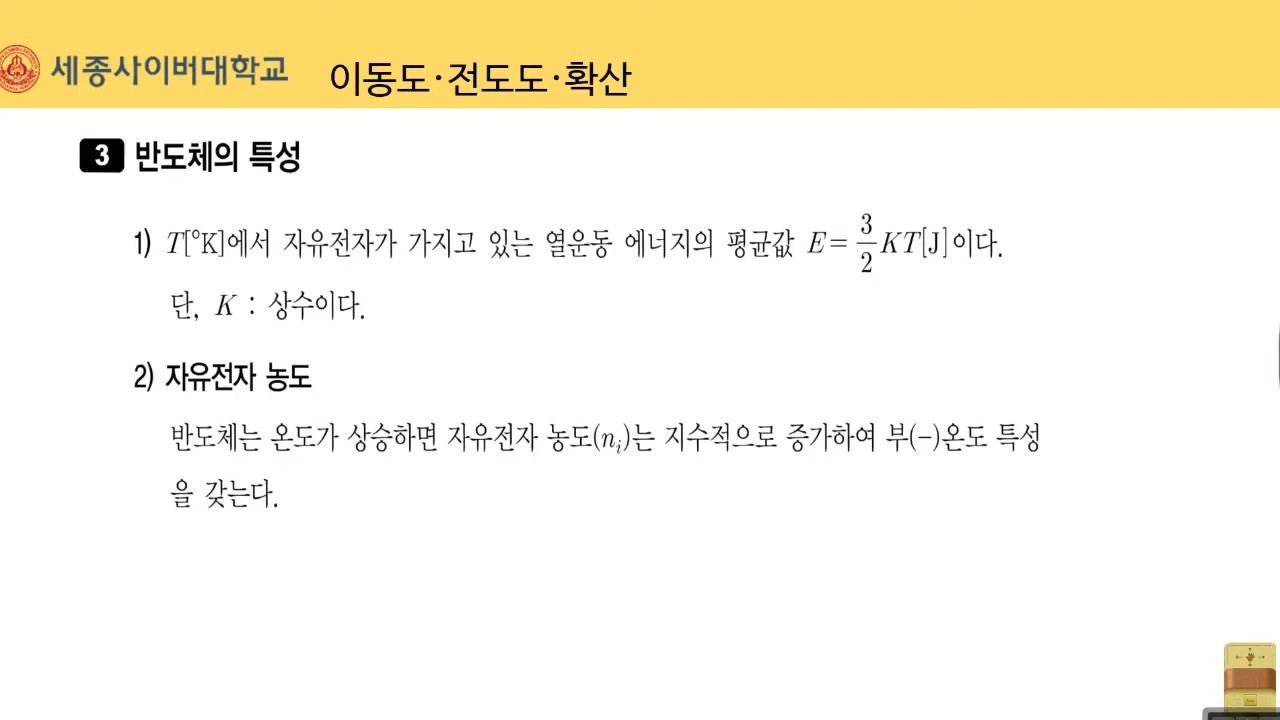 세종사이버대학교
이동도·전도도·확산
3 반도체의 특성
1) T[°K]에서 자유전자가 가지고 있는 열운동 에너지의 평균값 E = 3/2 KT[J]이다.
단, K : 상수이다.
2) 자유전자 농도
반도체는 온도가 상승하면 자유전자 농도(nᵢ)는 지수적으로 증가하여 부(−)온도 특성
을 갖는다.